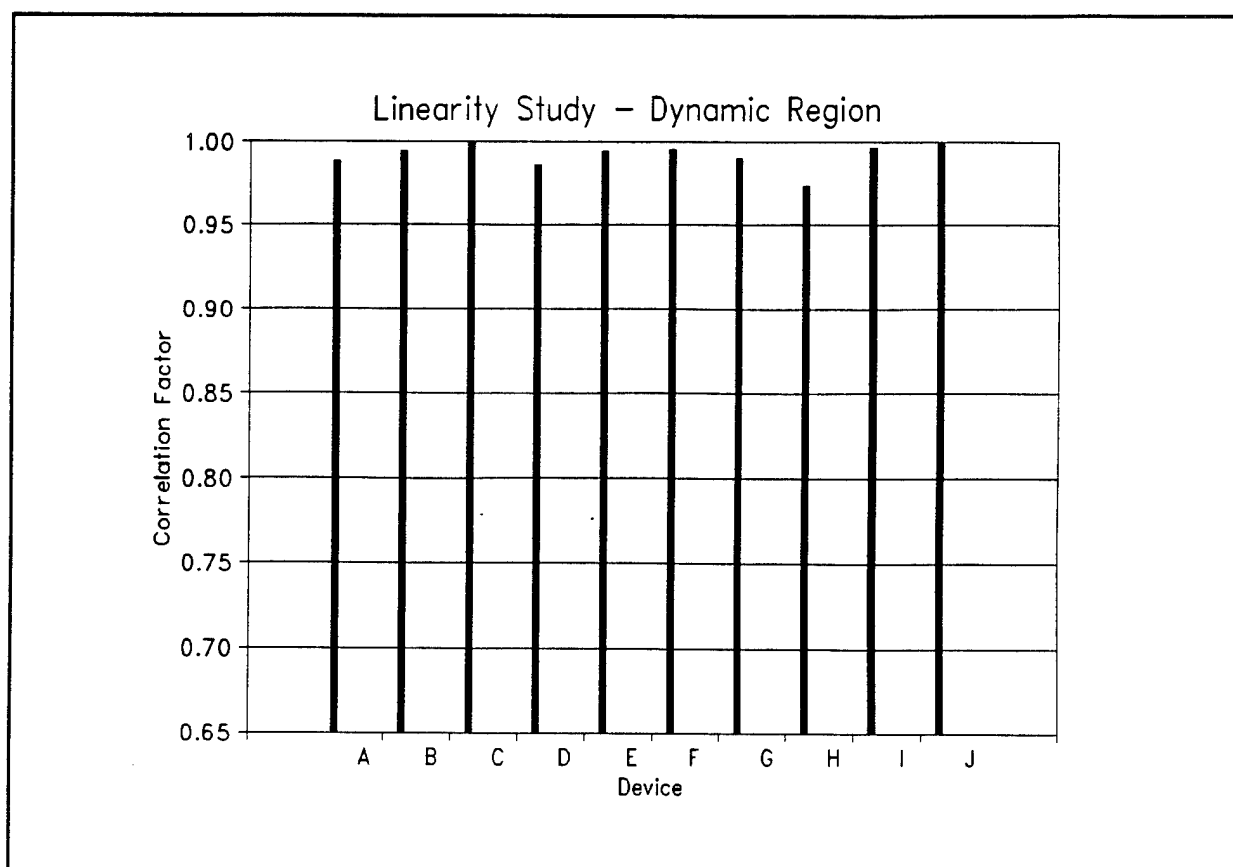 Linearity Study – Dynamic Region
1.00
0.95
0.90
0.85
0.80
0.75
0.70
0.65
Correlation Factor
A B C D E F G H I J
Device